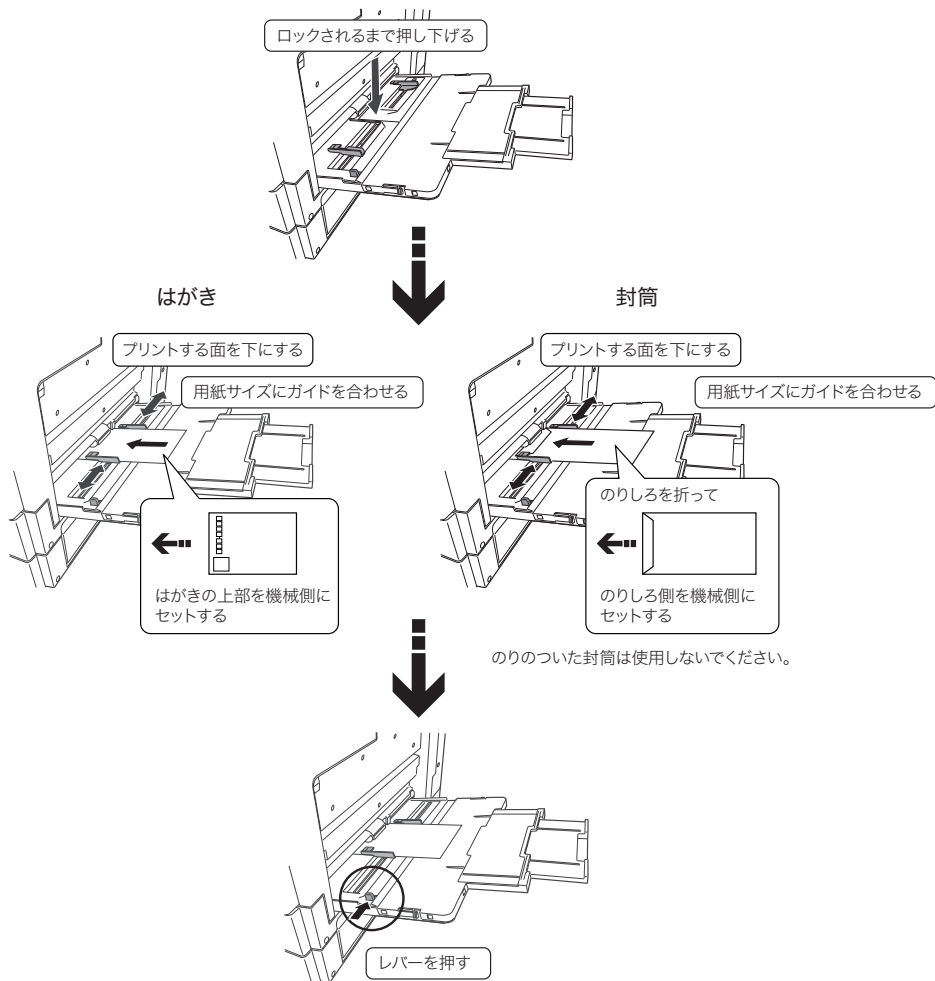 ロックされるまで押し下げる
はがき
プリントする面を下にする
用紙サイズにガイドを合わせる
はがきの上部を機械側に
セットする
封筒
プリントする面を下にする
用紙サイズにガイドを合わせる
のりしろを折って
のりしろ側を機械側に
セットする
のりのついた封筒は使用しないでください。
レバーを押す